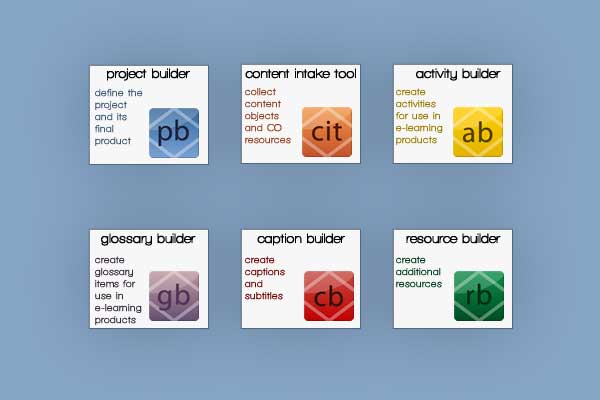 project builder
define the
project
and its
final
product
pb
content intake tool
collect
content
objects
and CO
resources
cit
activity builder
create
activities
for use in
e-learning
products
ab
glossary builder
create
glossary
items for
use in
e-learning
products
gb
caption builder
create
captions
and
subtitles
cb
resource builder
create
additional
resources
rb